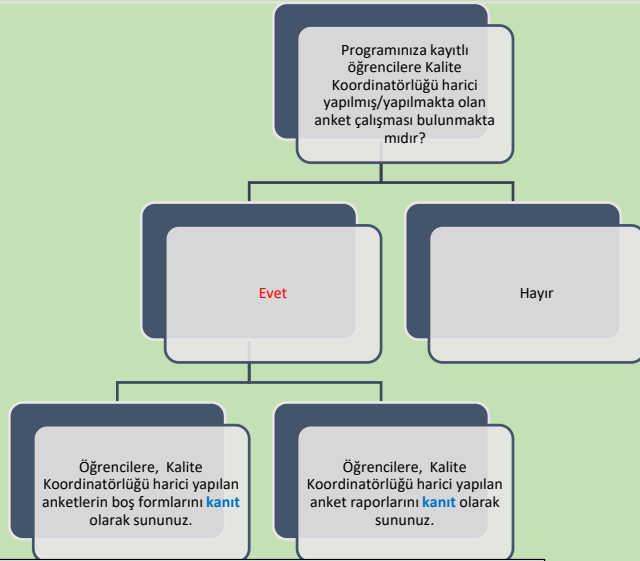 Programınıza kayıtlı
öğrencilere Kalite
Koordinatörlüğü harici
yapılmış/yapılmakta olan
anket çalışması bulunmakta
mıdır?
Evet
Hayır
Öğrencilere, Kalite
Koordinatörlüğü harici yapılan
anketlerin boş formlarını kanıt
olarak sununuz.
Öğrencilere, Kalite
Koordinatörlüğü harici yapılan
anket raporlarını kanıt olarak
sununuz.